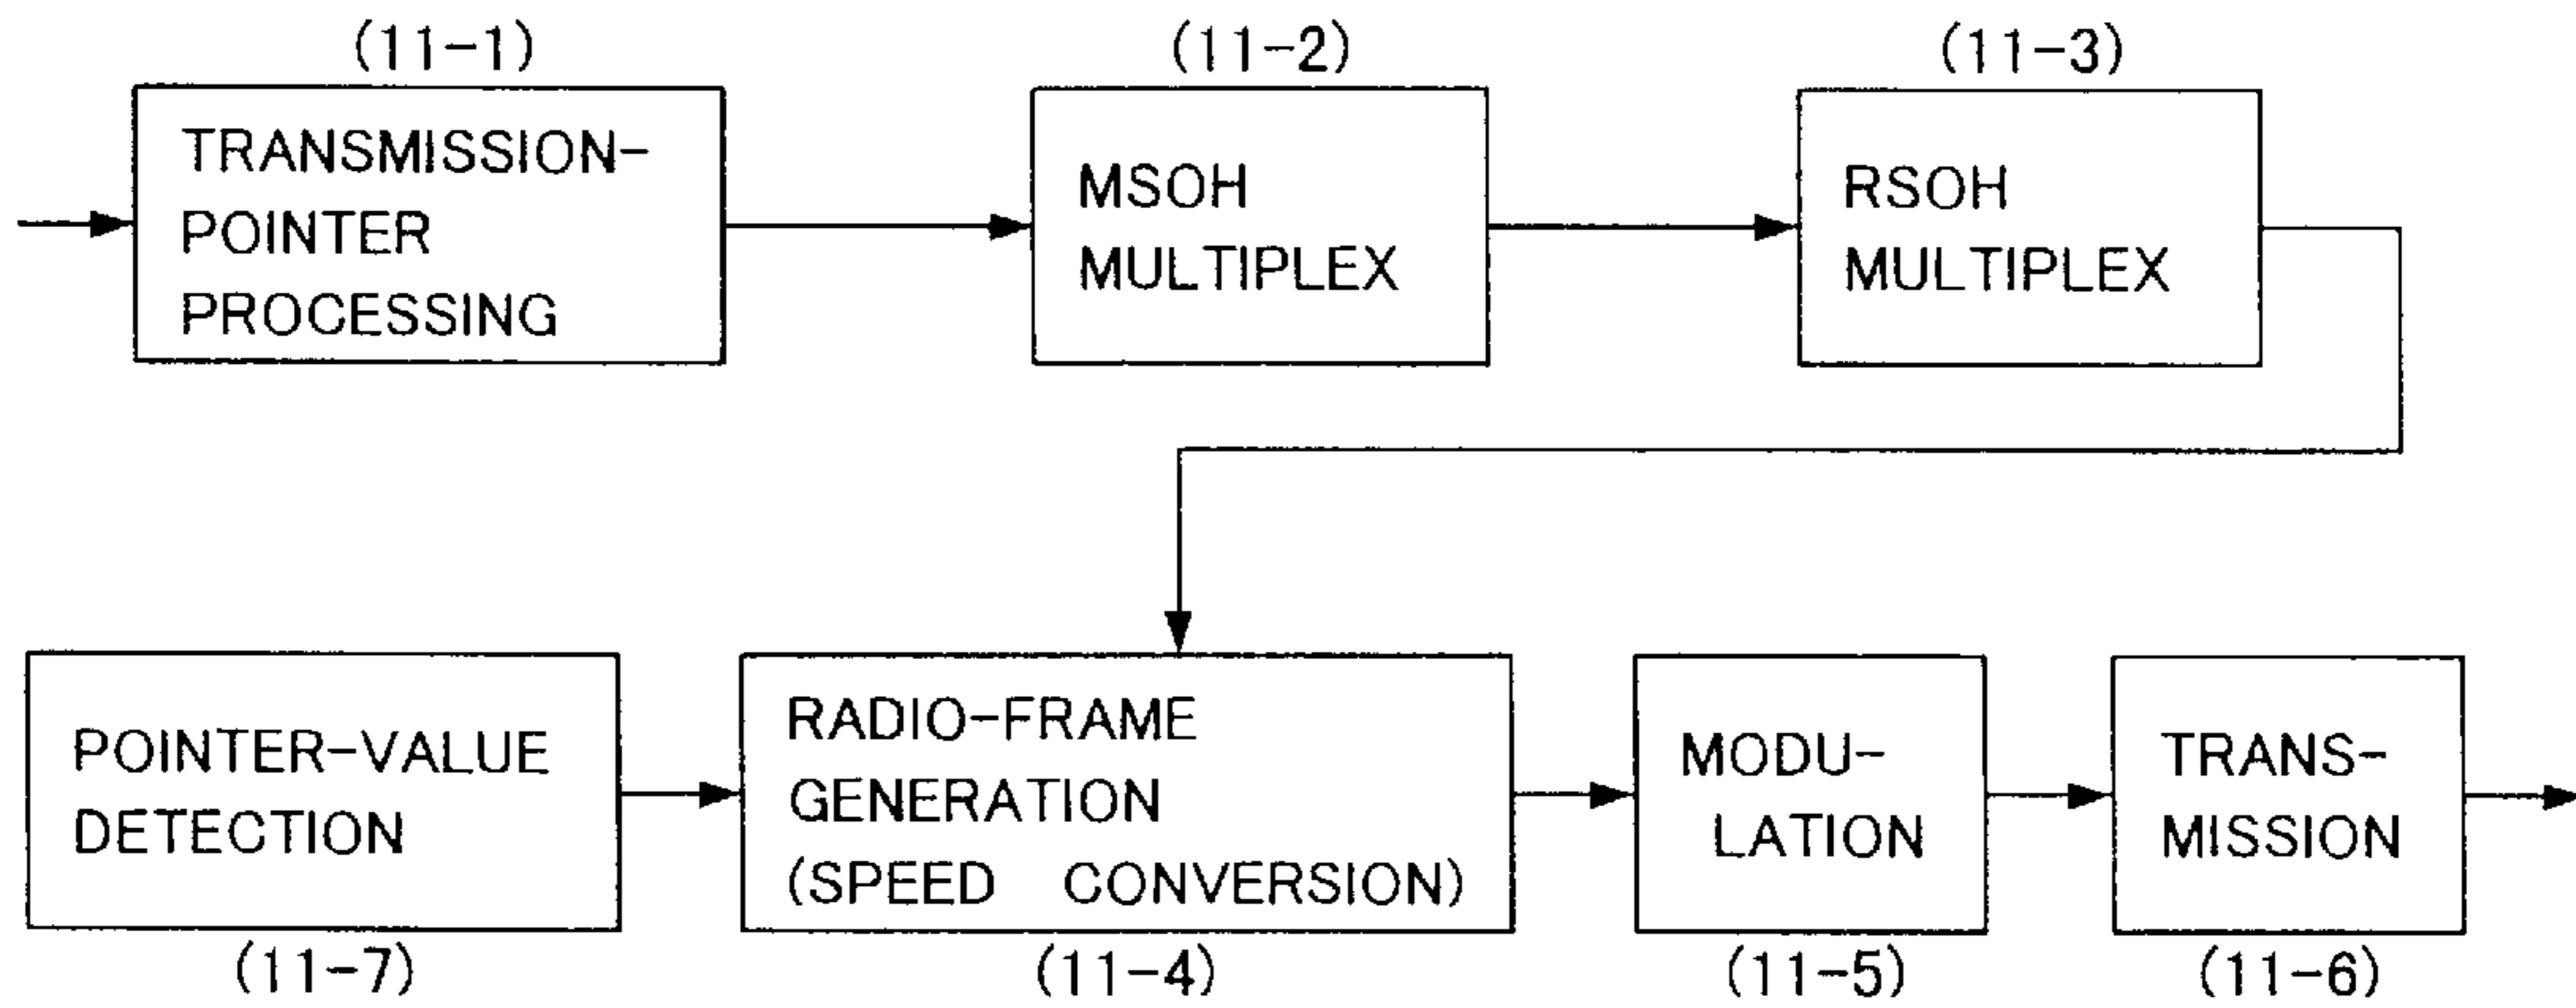 (11-1)
TRANSMISSION-
POINTER
PROCESSING
(11-2)
MSOH
MULTIPLEX
(11-3)
RSOH
MULTIPLEX
POINTER-VALUE
DETECTION
(11-7)
RADIO-FRAME
GENERATION
(SPEED CONVERSION)
(11-4)
MODU-
LATION
(11-5)
TRANS-
MISSION
(11-6)